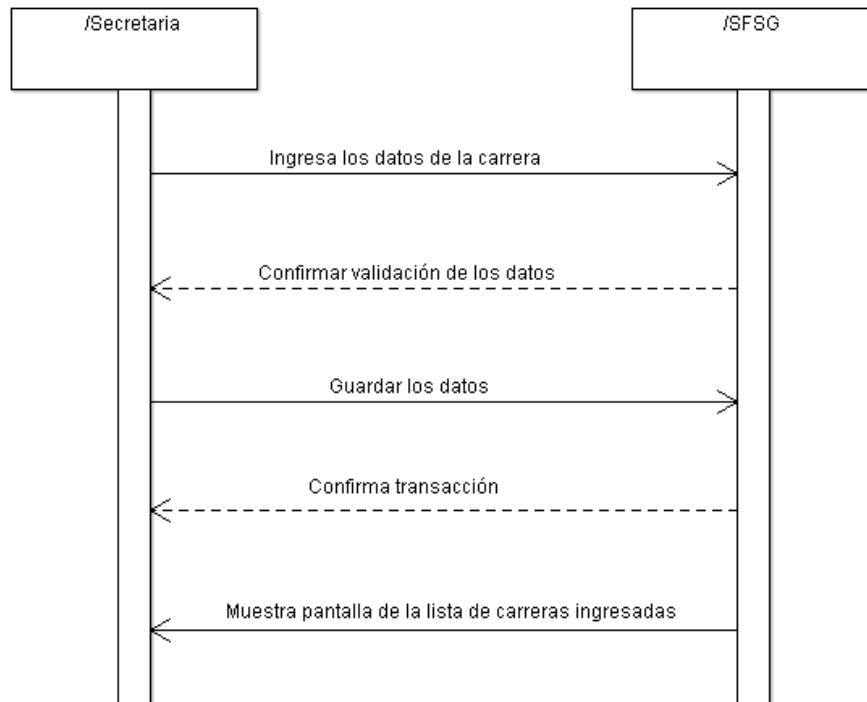 /Secretaria
/SFSG
Ingresa los datos de la carrera
Confirmar validación de los datos
Guardar los datos
Confirma transacción
Muestra pantalla de la lista de carreras ingresadas